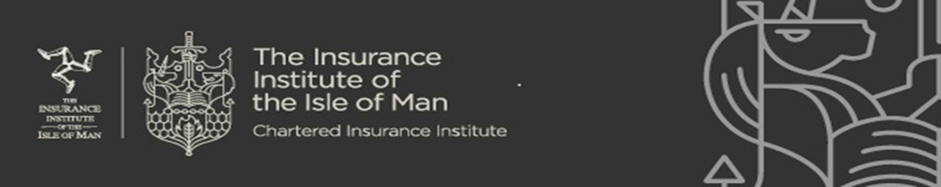 THE
INSURANCE
INSTITUTE
OF THE
ISLE OF MAN
The Insurance
Institute of
the Isle of Man
Chartered Insurance Institute